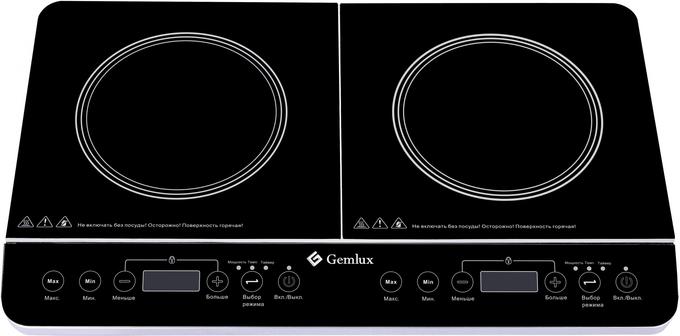 Не включать без посуды! Осторожно! Поверхность горячая!
Не включать без посуды! Осторожно! Поверхность горячая!
Gemlux
Мощность Темп Таймер
Max Min
Макс. Мин. Меньше Больше Выбор режима Вкл./Выкл.
Мощность Темп Таймер
Max Min
Макс. Мин. Меньше Больше Выбор режима Вкл./Выкл.